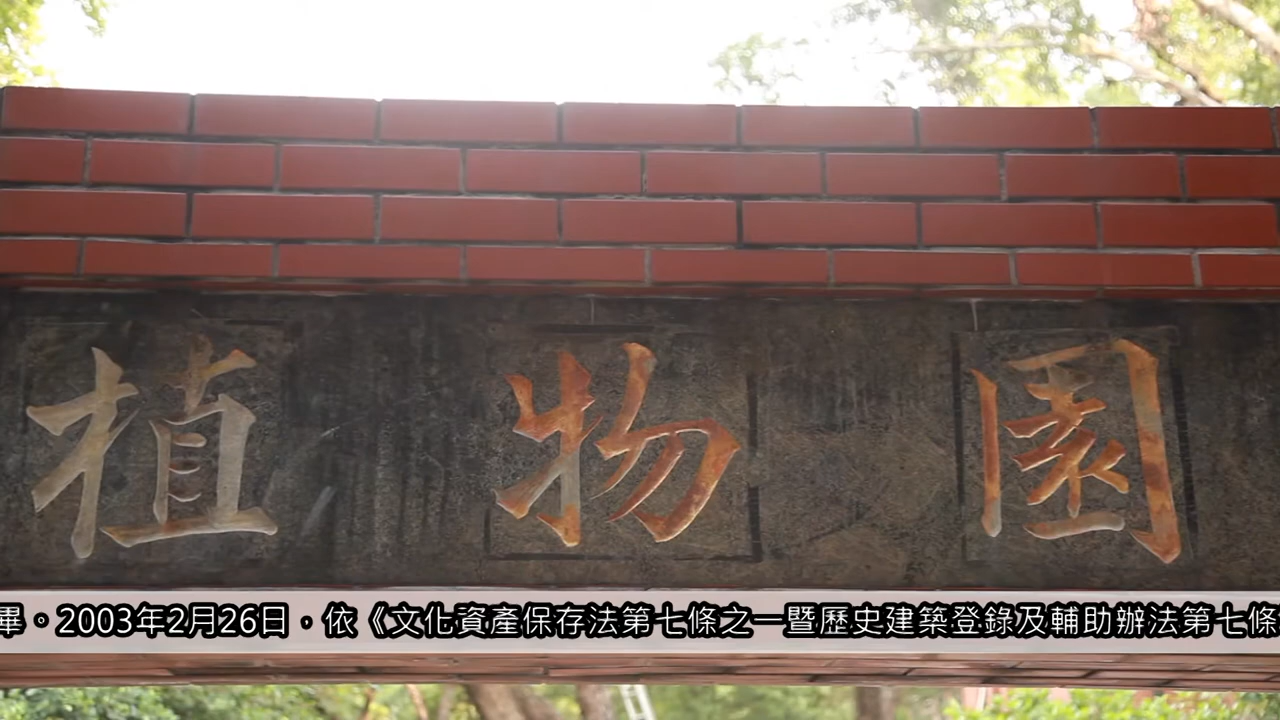 植物園
畢。2003年2月26日，依《文化資產保存法第七條之一暨歷史建築登錄及輔助辦法第七條